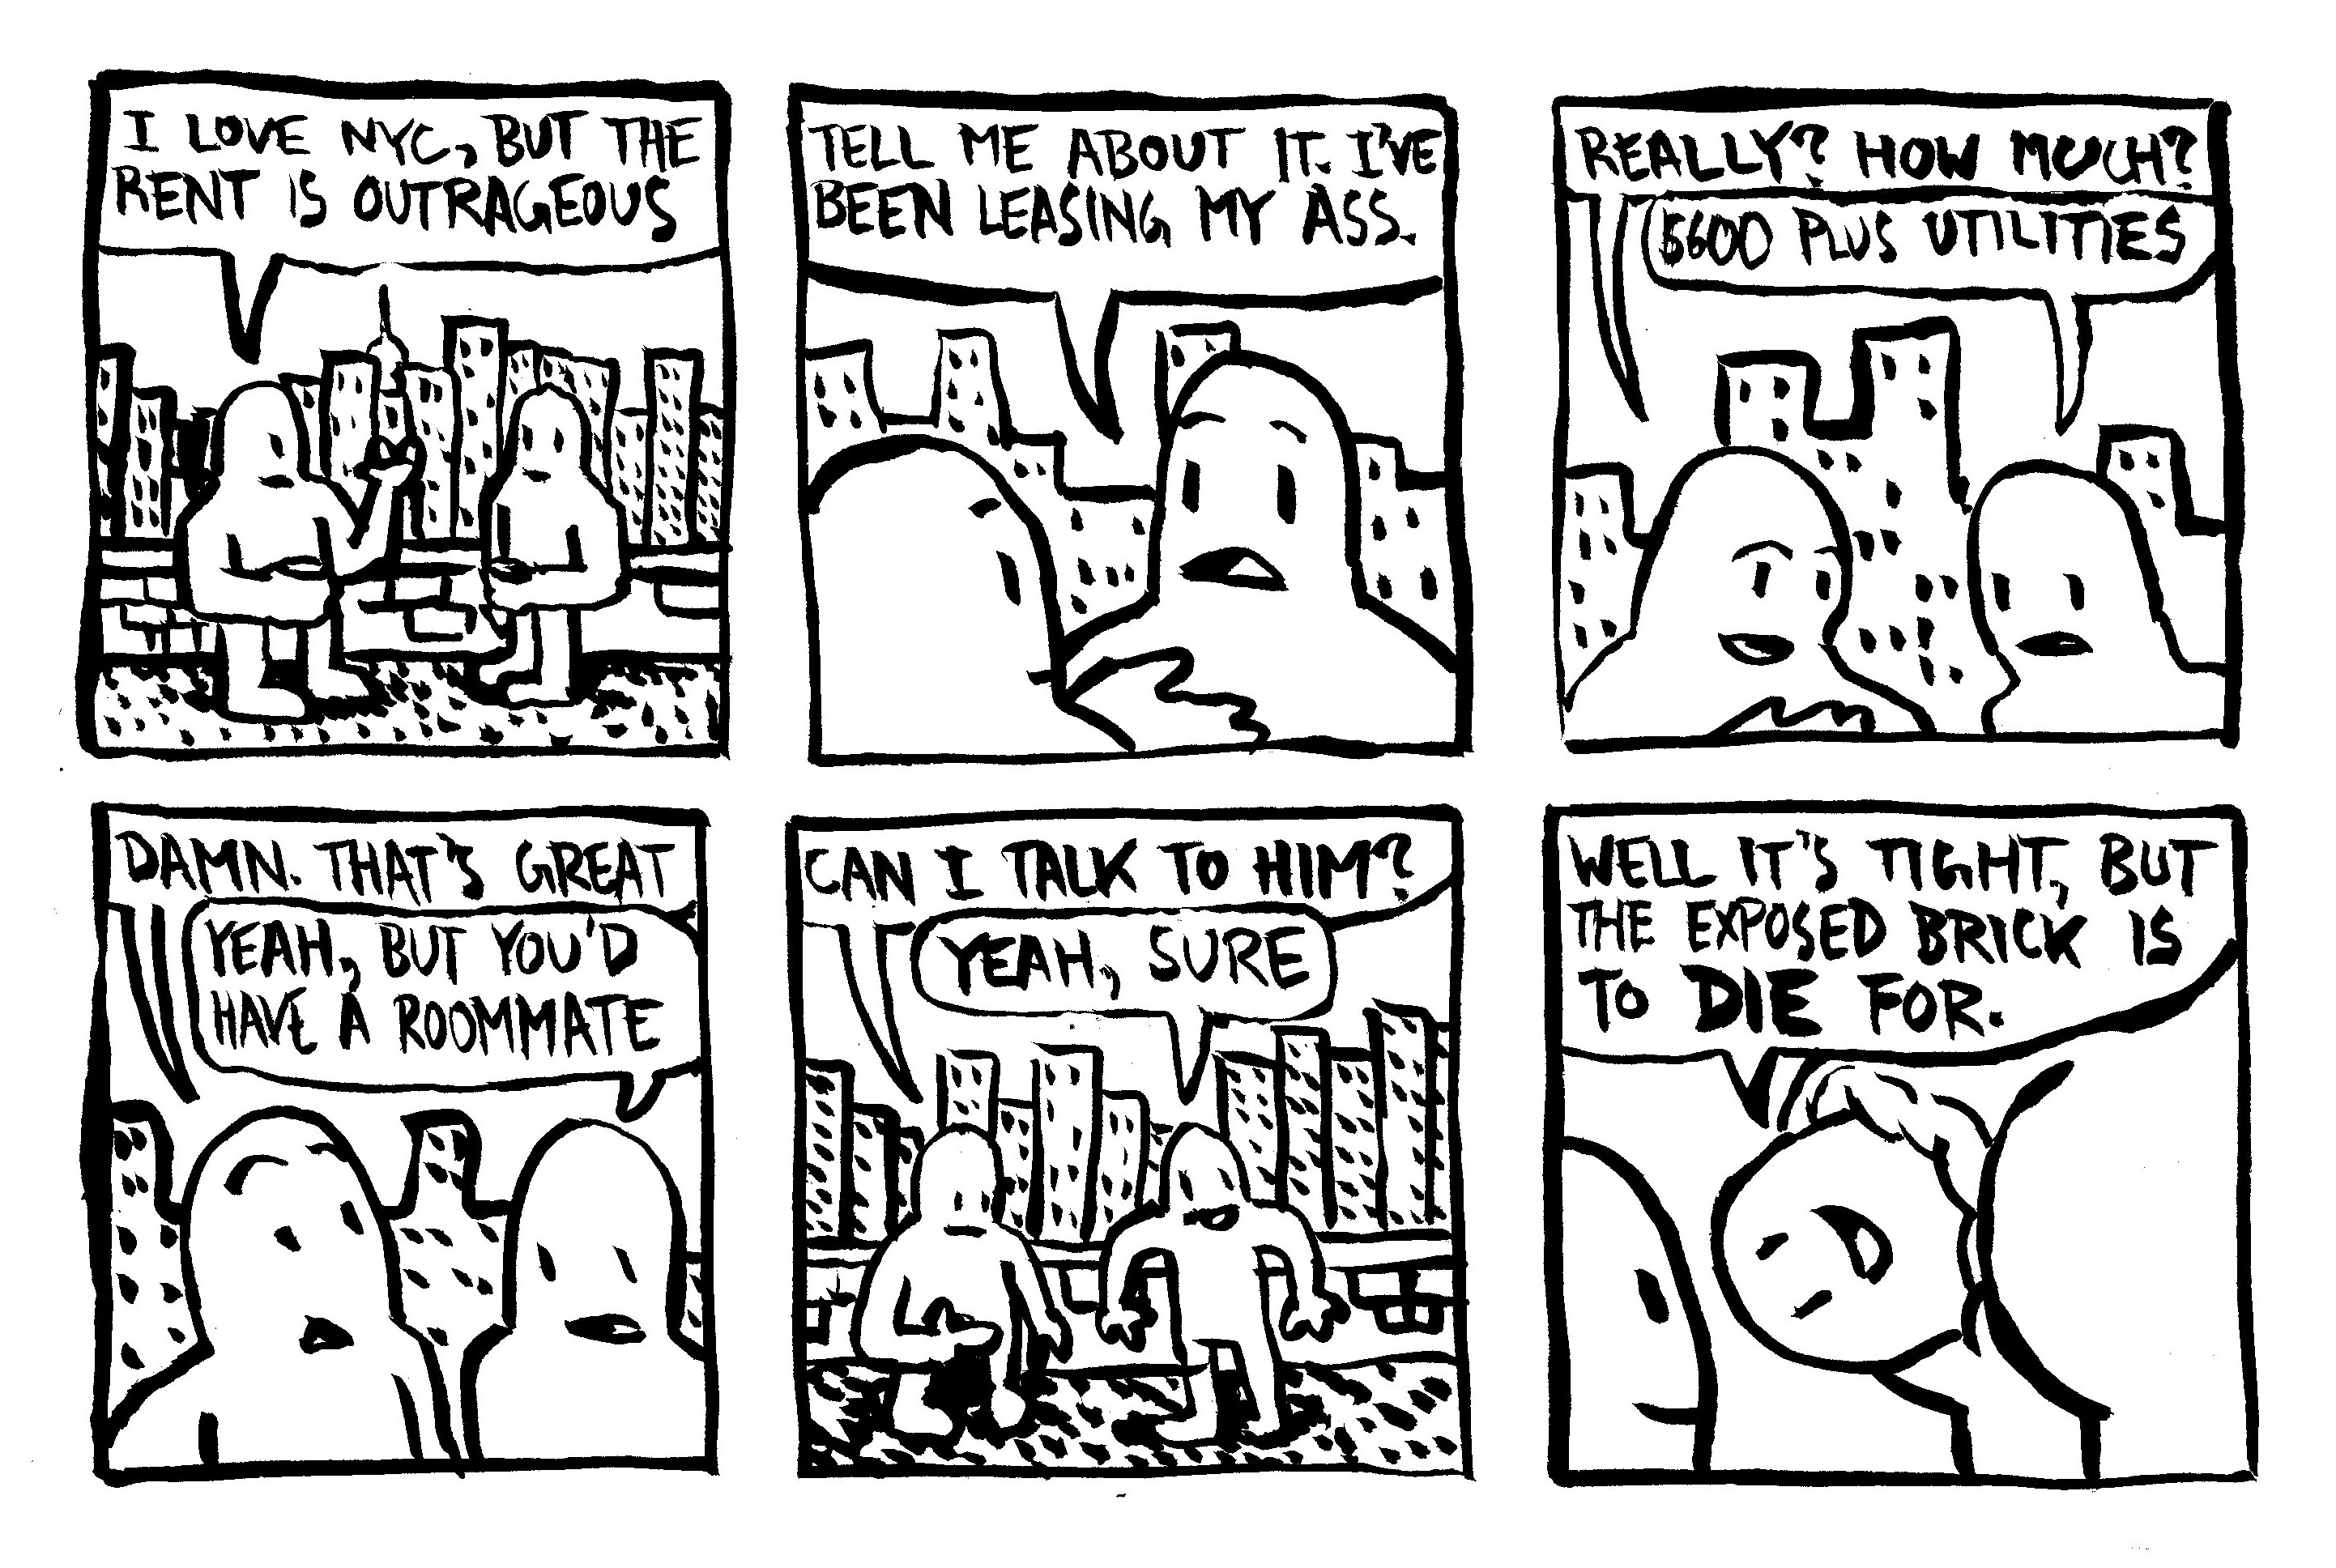 I LOVE NYC, BUT THE
RENT IS OUTRAGEOUS
TELL ME ABOUT IT. I'VE
BEEN LEASING MY ASS.
REALLY? HOW MUCH?
$600 PLUS UTILITIES
DAMN. THAT'S GREAT
YEAH, BUT YOU'D
HAVE A ROOMMATE
CAN I TALK TO HIM?
YEAH, SURE
WELL IT'S TIGHT, BUT
THE EXPOSED BRICK IS
TO DIE FOR.